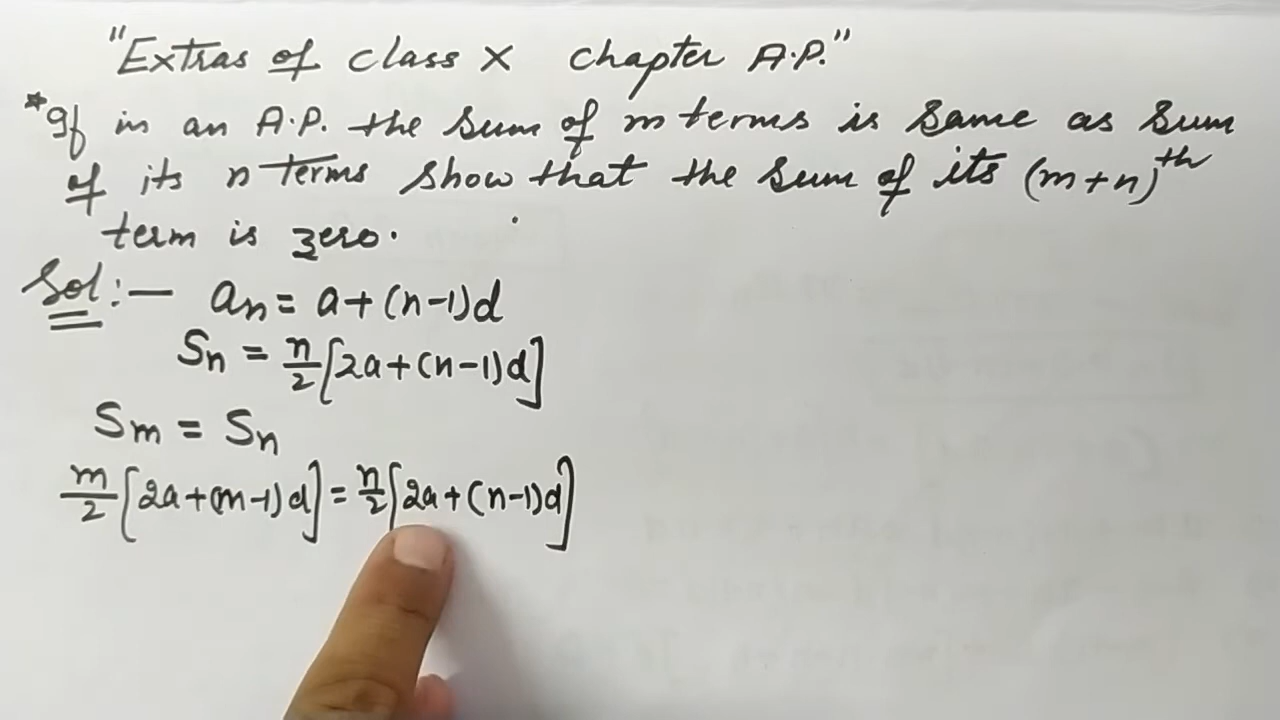 "Extras of class X chapter A.P."
*If in an A.P. the sum of m terms is same as sum
of its n terms show that the sum of its (m+n)th
term is zero.
Sol:— an = a+(n-1)d
Sn = n/2[2a+(n-1)d]
Sm = Sn
m/2[2a+(m-1)d] = n/2[2a+(n-1)d]